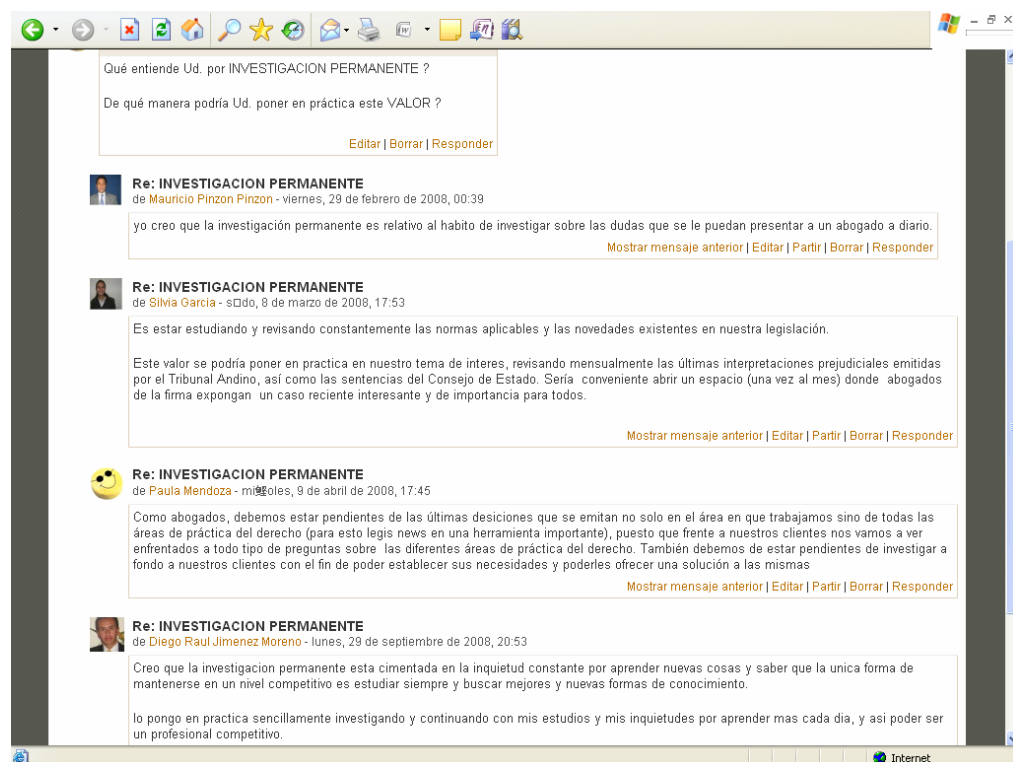 Qué entiende Ud. por INVESTIGACION PERMANENTE ?
De qué manera podría Ud. poner en práctica este VALOR ?
Editar | Borrar | Responder
Re: INVESTIGACION PERMANENTE
de Mauricio Pinzon Pinzon - viernes, 29 de febrero de 2008, 00:39
yo creo que la investigación permanente es relativo al habito de investigar sobre las dudas que se le puedan presentar a un abogado a diario.
Mostrar mensaje anterior | Editar | Partir | Borrar | Responder
Re: INVESTIGACION PERMANENTE
de Silvia Garcia - s□do, 8 de marzo de 2008, 17:53
Es estar estudiando y revisando constantemente las normas aplicables y las novedades existentes en nuestra legislación.
Este valor se podría poner en practica en nuestro tema de interes, revisando mensualmente las últimas interpretaciones prejudiciales emitidas
por el Tribunal Andino, así como las sentencias del Consejo de Estado. Sería conveniente abrir un espacio (una vez al mes) donde abogados
de la firma expongan un caso reciente interesante y de importancia para todos.
Mostrar mensaje anterior | Editar | Partir | Borrar | Responder
Re: INVESTIGACION PERMANENTE
de Paula Mendoza - mi鲣oles, 9 de abril de 2008, 17:45
Como abogados, debemos estar pendientes de las últimas desiciones que se emitan no solo en el área en que trabajamos sino de todas las
áreas de práctica del derecho (para esto legis news en una herramienta importante), puesto que frente a nuestros clientes nos vamos a ver
enfrentados a todo tipo de preguntas sobre las diferentes áreas de práctica del derecho. También debemos de estar pendientes de investigar a
fondo a nuestros clientes con el fin de poder establecer sus necesidades y poderles ofrecer una solución a las mismas
Mostrar mensaje anterior | Editar | Partir | Borrar | Responder
Re: INVESTIGACION PERMANENTE
de Diego Raul Jimenez Moreno - lunes, 29 de septiembre de 2008, 20:53
Creo que la investigacion permanente esta cimentada en la inquietud constante por aprender nuevas cosas y saber que la unica forma de
mantenerse en un nivel competitivo es estudiar siempre y buscar mejores y nuevas formas de conocimiento.
lo pongo en practica sencillamente investigando y continuando con mis estudios y mis inquietudes por aprender mas cada dia, y asi poder ser
un profesional competitivo.
Internet